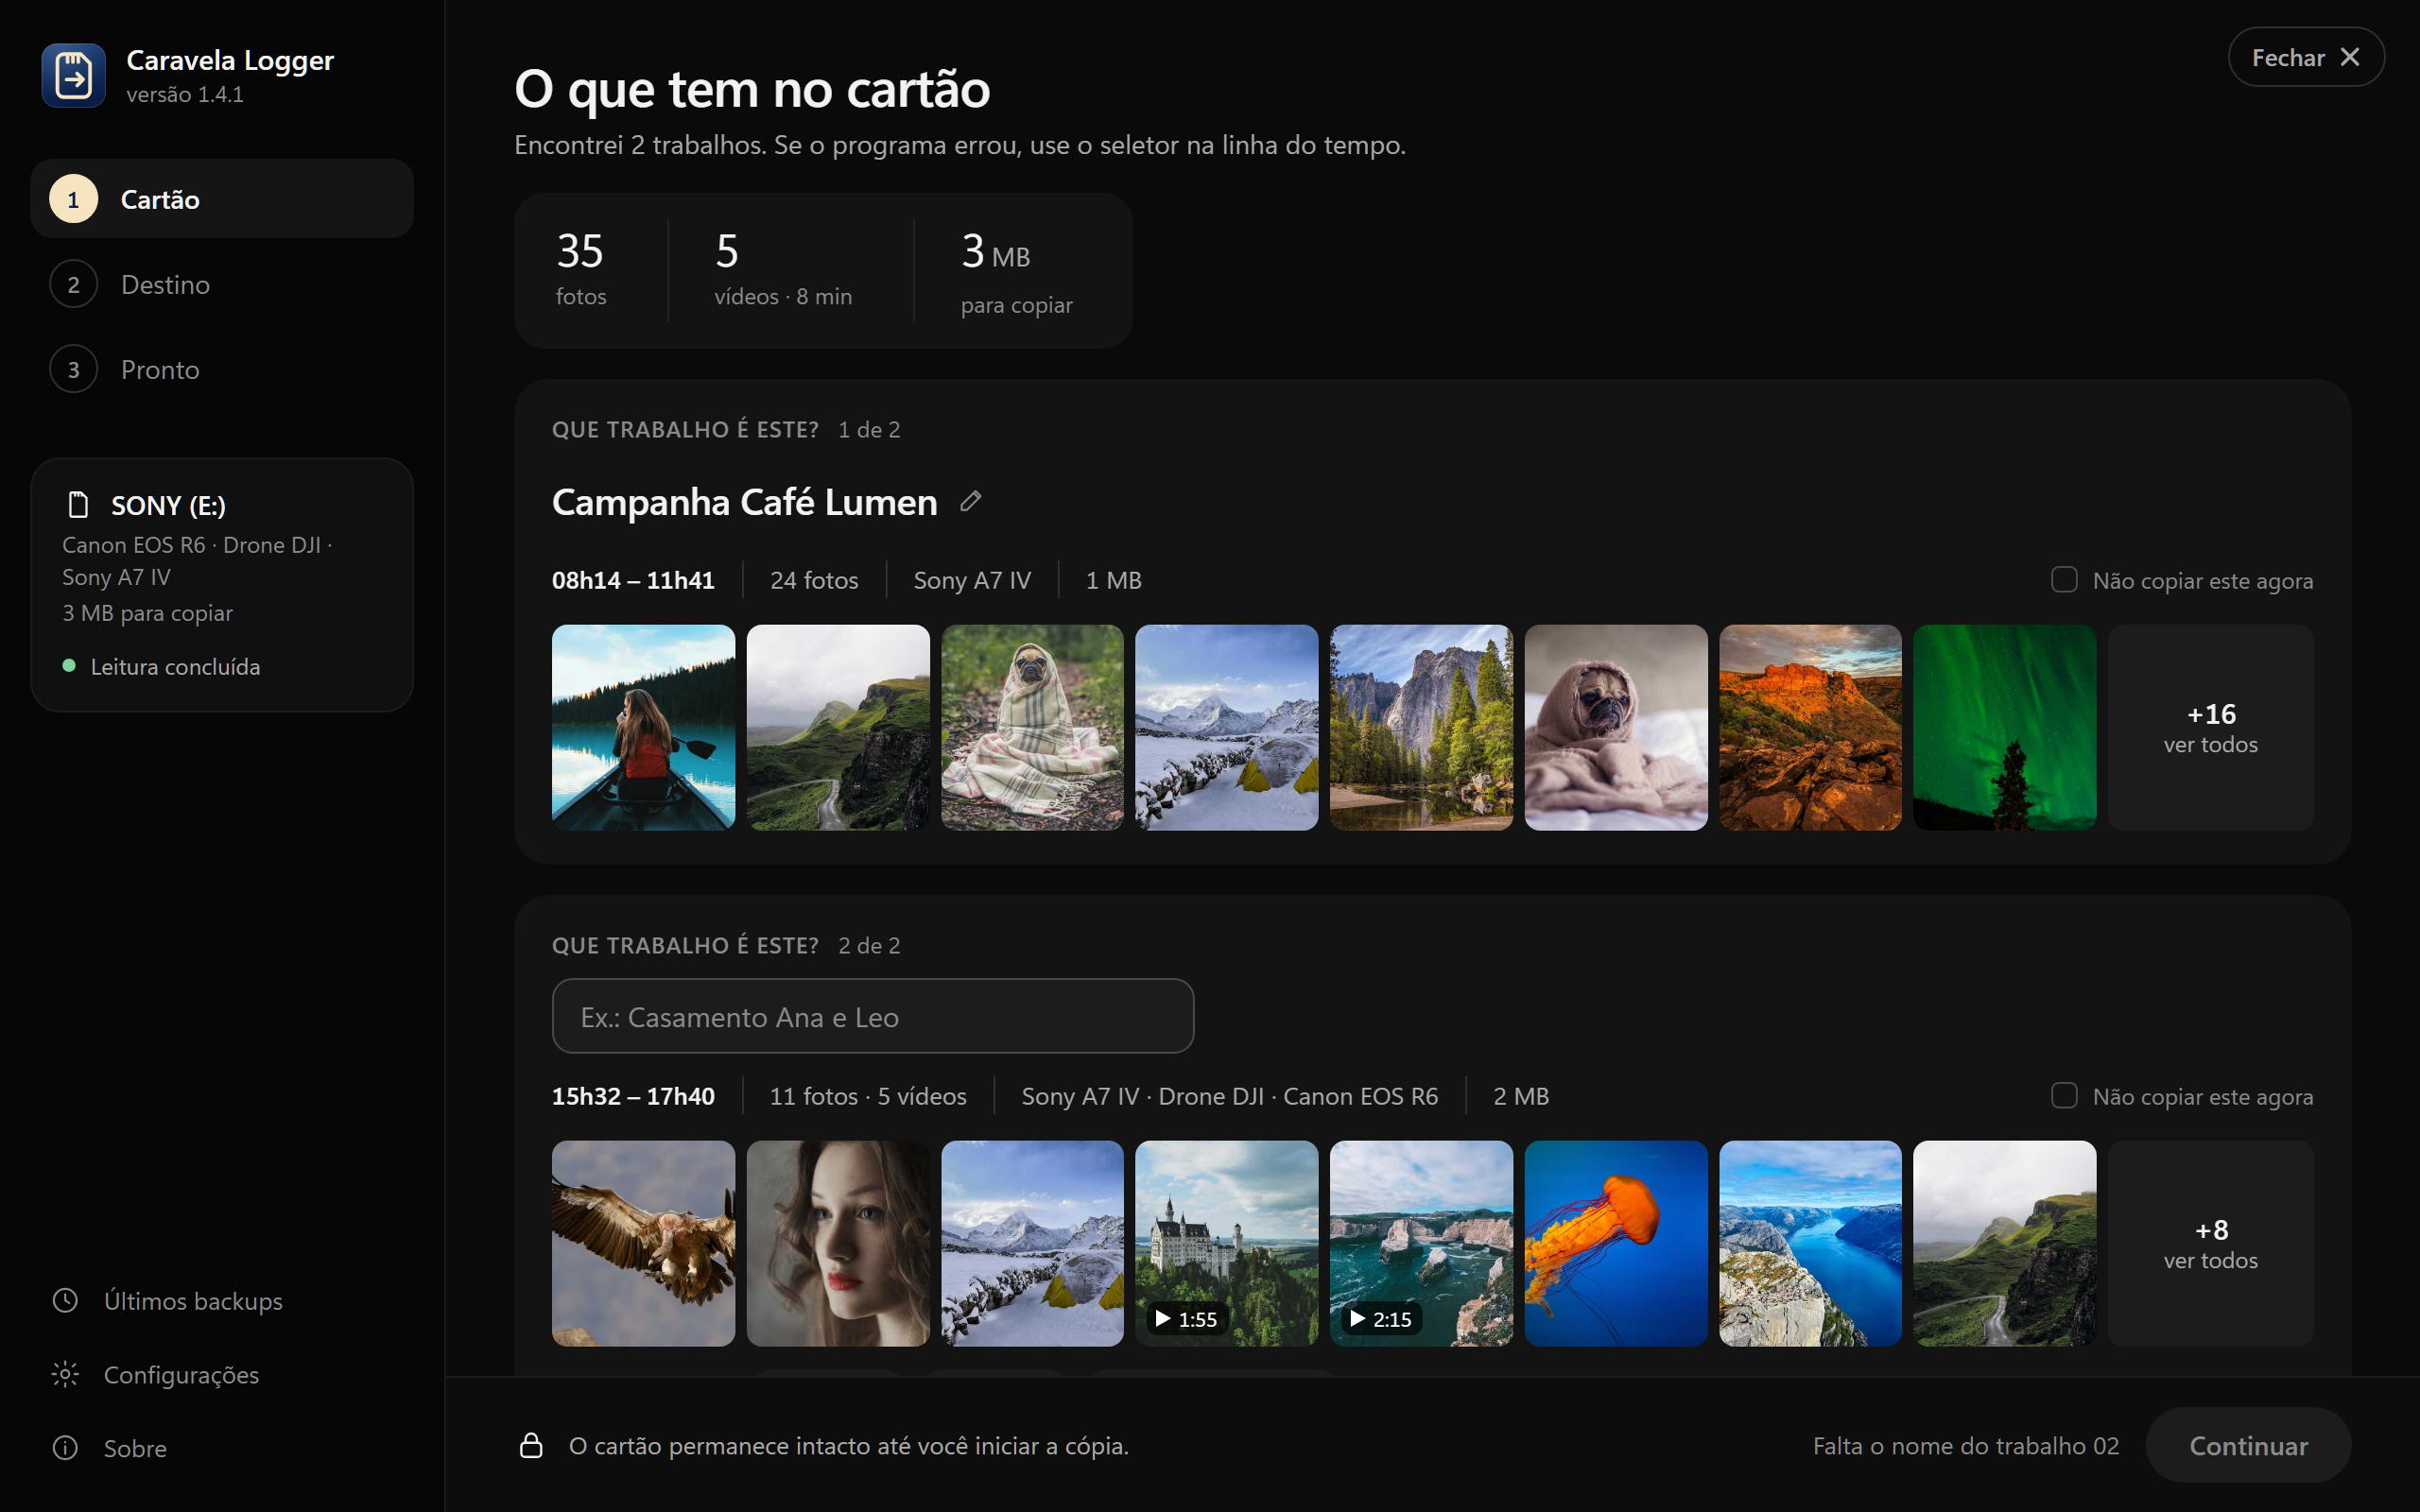 Caravela Logger
versão 1.4.1
1 Cartão
2 Destino
3 Pronto
SONY (E:)
Canon EOS R6 · Drone DJI ·
Sony A7 IV
3 MB para copiar
Leitura concluída
Últimos backups
Configurações
Sobre
Fechar
O que tem no cartão
Encontrei 2 trabalhos. Se o programa errou, use o seletor na linha do tempo.
35
fotos
5
vídeos · 8 min
3 MB
para copiar
QUE TRABALHO É ESTE? 1 de 2
Campanha Café Lumen
08h14 – 11h41 24 fotos Sony A7 IV 1 MB Não copiar este agora
+16
ver todos
QUE TRABALHO É ESTE? 2 de 2
Ex.: Casamento Ana e Leo
15h32 – 17h40 11 fotos · 5 vídeos Sony A7 IV · Drone DJI · Canon EOS R6 2 MB Não copiar este agora
1:55
2:15
+8
ver todos
O cartão permanece intacto até você iniciar a cópia.
Falta o nome do trabalho 02
Continuar